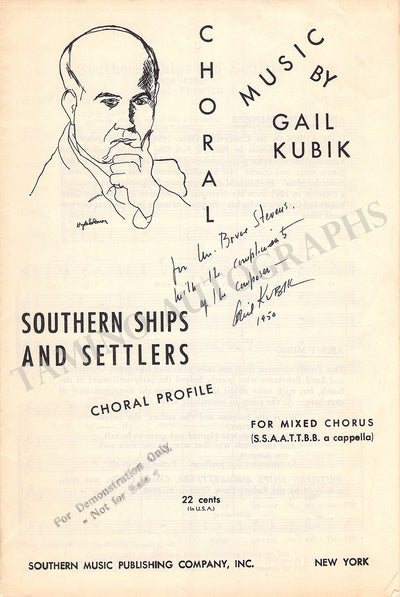 CHORAL
MUSIC
BY
GAIL
KUBIK
for Mr. Bruce Stevens.
with the compliments
of the composer —
Gail KUBIK
1950
TAMINO AUTOGRAPHS
SOUTHERN SHIPS
AND SETTLERS
CHORAL PROFILE
FOR MIXED CHORUS
(S.S.A.A.T.T.B.B. a cappella)
For Demonstration Only
- Not for Sale -
22 cents
(In U.S.A.)
SOUTHERN MUSIC PUBLISHING COMPANY, INC.
NEW YORK